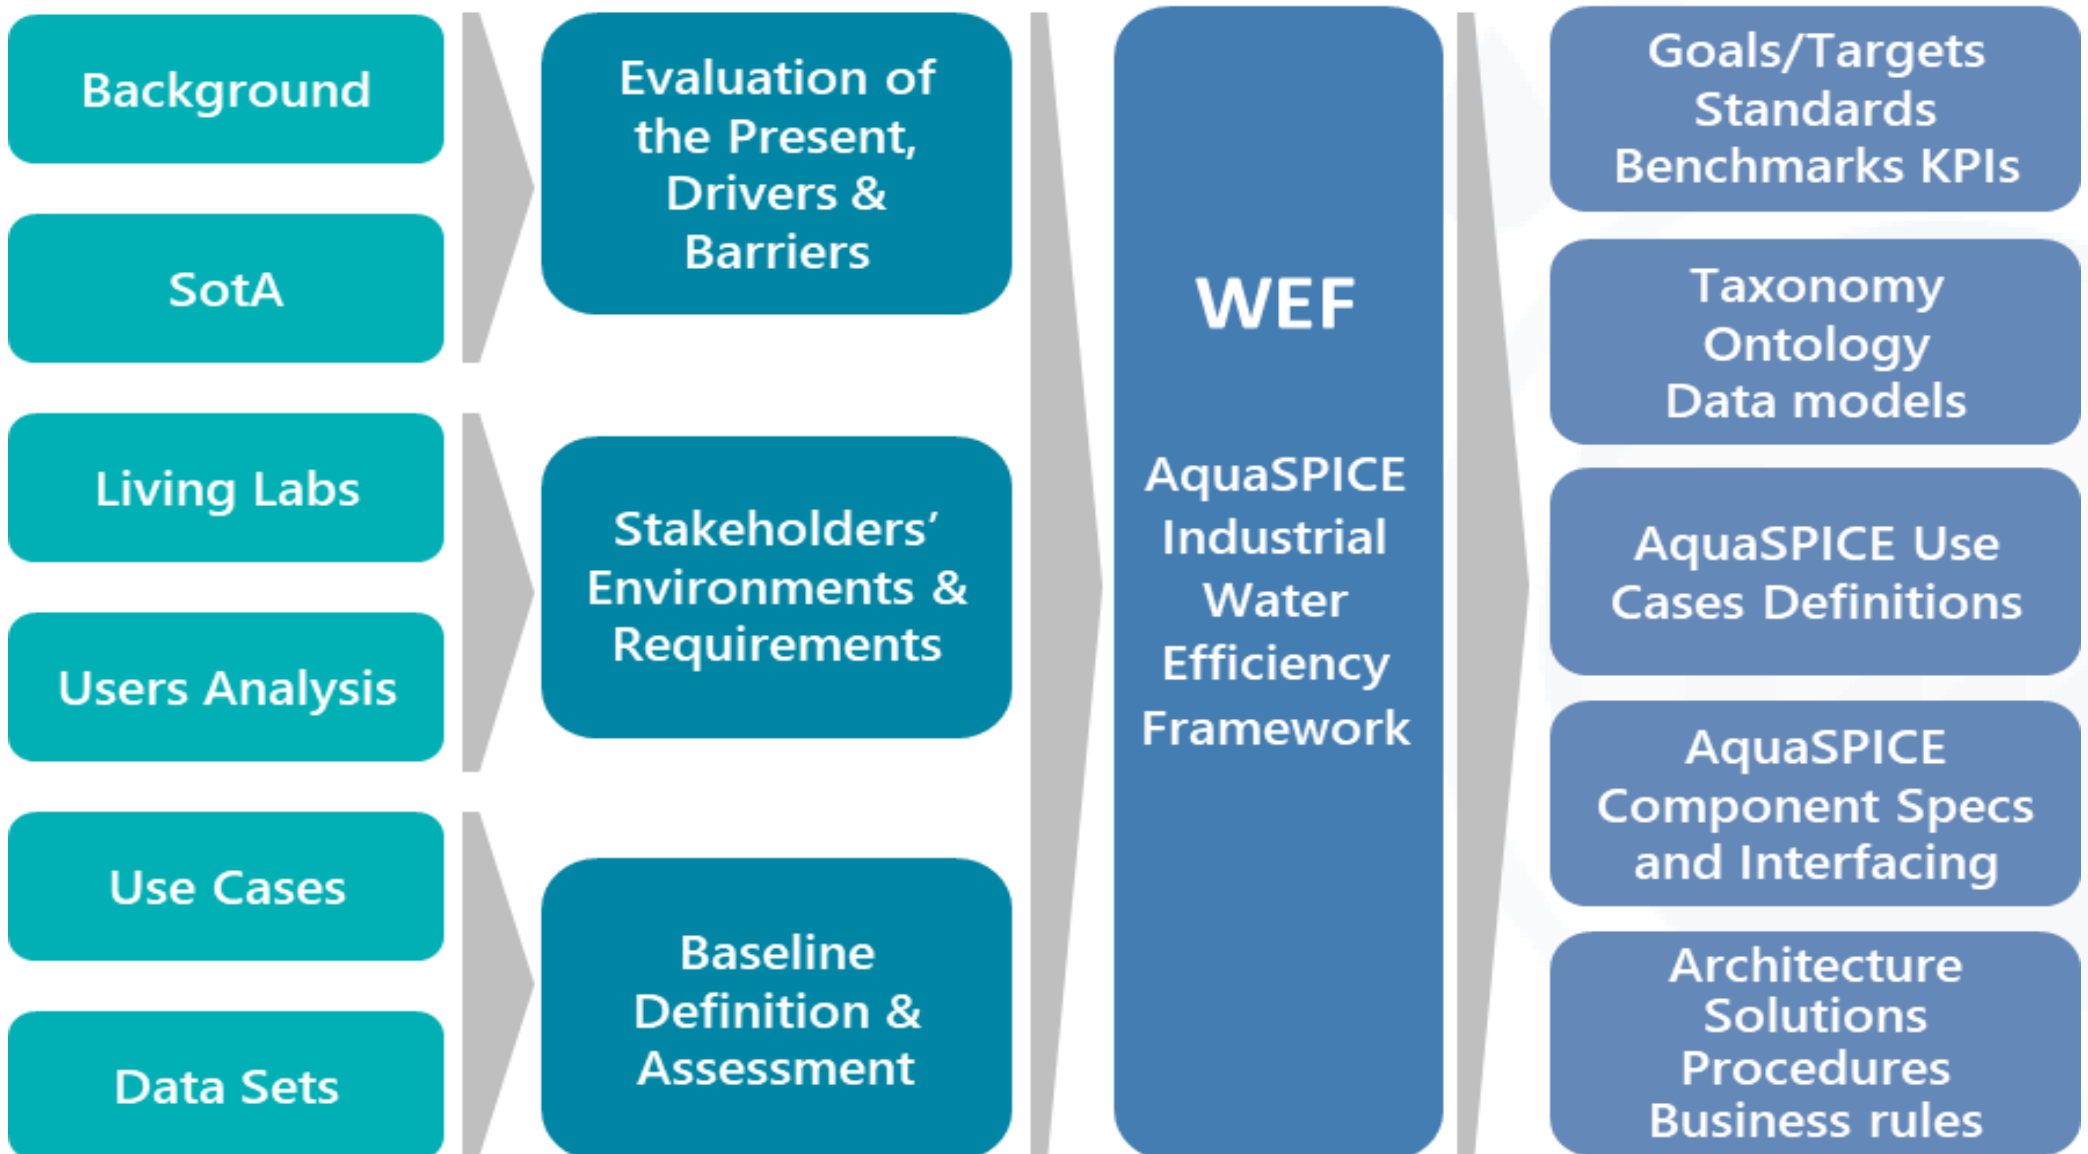 Background
SotA
Living Labs
Users Analysis
Use Cases
Data Sets
Evaluation of
the Present,
Drivers &
Barriers
Stakeholders’
Environments &
Requirements
Baseline
Definition &
Assessment
WEF
AquaSPICE
Industrial
Water
Efficiency
Framework
Goals/Targets
Standards
Benchmarks KPIs
Taxonomy
Ontology
Data models
AquaSPICE Use
Cases Definitions
AquaSPICE
Component Specs
and Interfacing
Architecture
Solutions
Procedures
Business rules